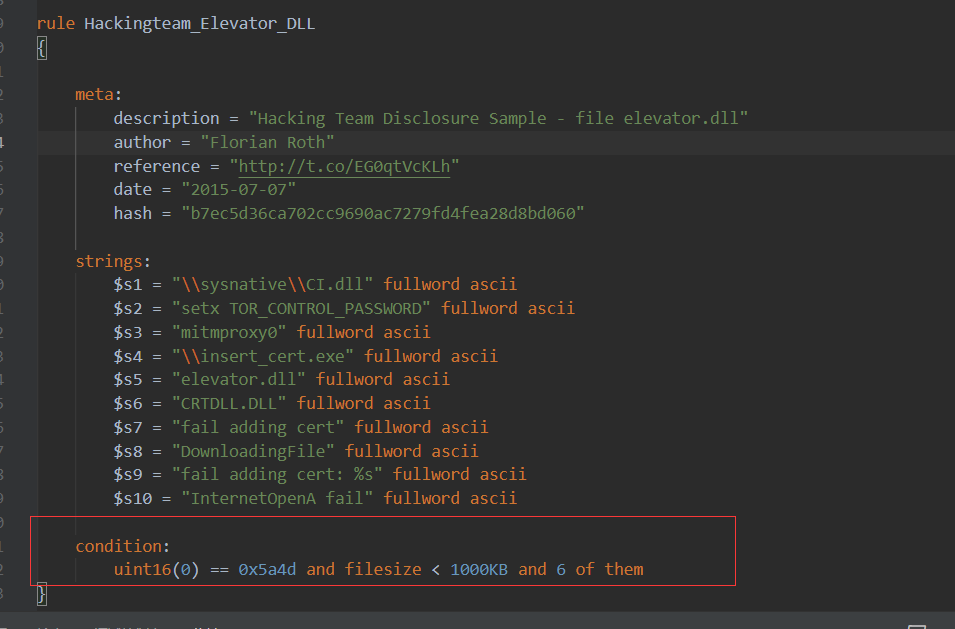 rule Hackingteam_Elevator_DLL
{
meta:
description = "Hacking Team Disclosure Sample - file elevator.dll"
author = "Florian Roth"
reference = "http://t.co/EG0qtVcKLh"
date = "2015-07-07"
hash = "b7ec5d36ca702cc9690ac7279fd4fea28d8bd060"
strings:
$s1 = "\\sysnative\\CI.dll" fullword ascii
$s2 = "setx TOR_CONTROL_PASSWORD" fullword ascii
$s3 = "mitmproxy0" fullword ascii
$s4 = "\\insert_cert.exe" fullword ascii
$s5 = "elevator.dll" fullword ascii
$s6 = "CRTDLL.DLL" fullword ascii
$s7 = "fail adding cert" fullword ascii
$s8 = "DownloadingFile" fullword ascii
$s9 = "fail adding cert: %s" fullword ascii
$s10 = "InternetOpenA fail" fullword ascii
condition:
uint16(0) == 0x5a4d and filesize < 1000KB and 6 of them
}